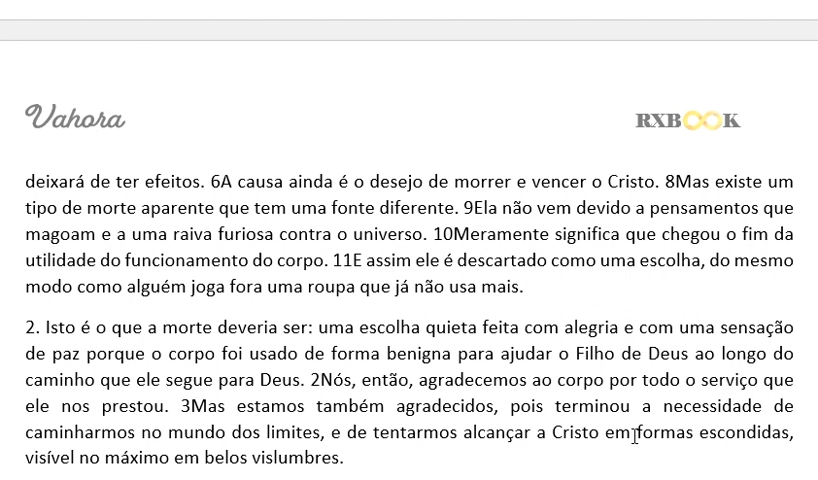 Vahora
RXBOOK
deixará de ter efeitos. 6A causa ainda é o desejo de morrer e vencer o Cristo. 8Mas existe um
tipo de morte aparente que tem uma fonte diferente. 9Ela não vem devido a pensamentos que
magoam e a uma raiva furiosa contra o universo. 10Meramente significa que chegou o fim da
utilidade do funcionamento do corpo. 11E assim ele é descartado como uma escolha, do mesmo
modo como alguém joga fora uma roupa que já não usa mais.
2. Isto é o que a morte deveria ser: uma escolha quieta feita com alegria e com uma sensação
de paz porque o corpo foi usado de forma benigna para ajudar o Filho de Deus ao longo do
caminho que ele segue para Deus. 2Nós, então, agradecemos ao corpo por todo o serviço que
ele nos prestou. 3Mas estamos também agradecidos, pois terminou a necessidade de
caminharmos no mundo dos limites, e de tentarmos alcançar a Cristo em formas escondidas,
visível no máximo em belos vislumbres.